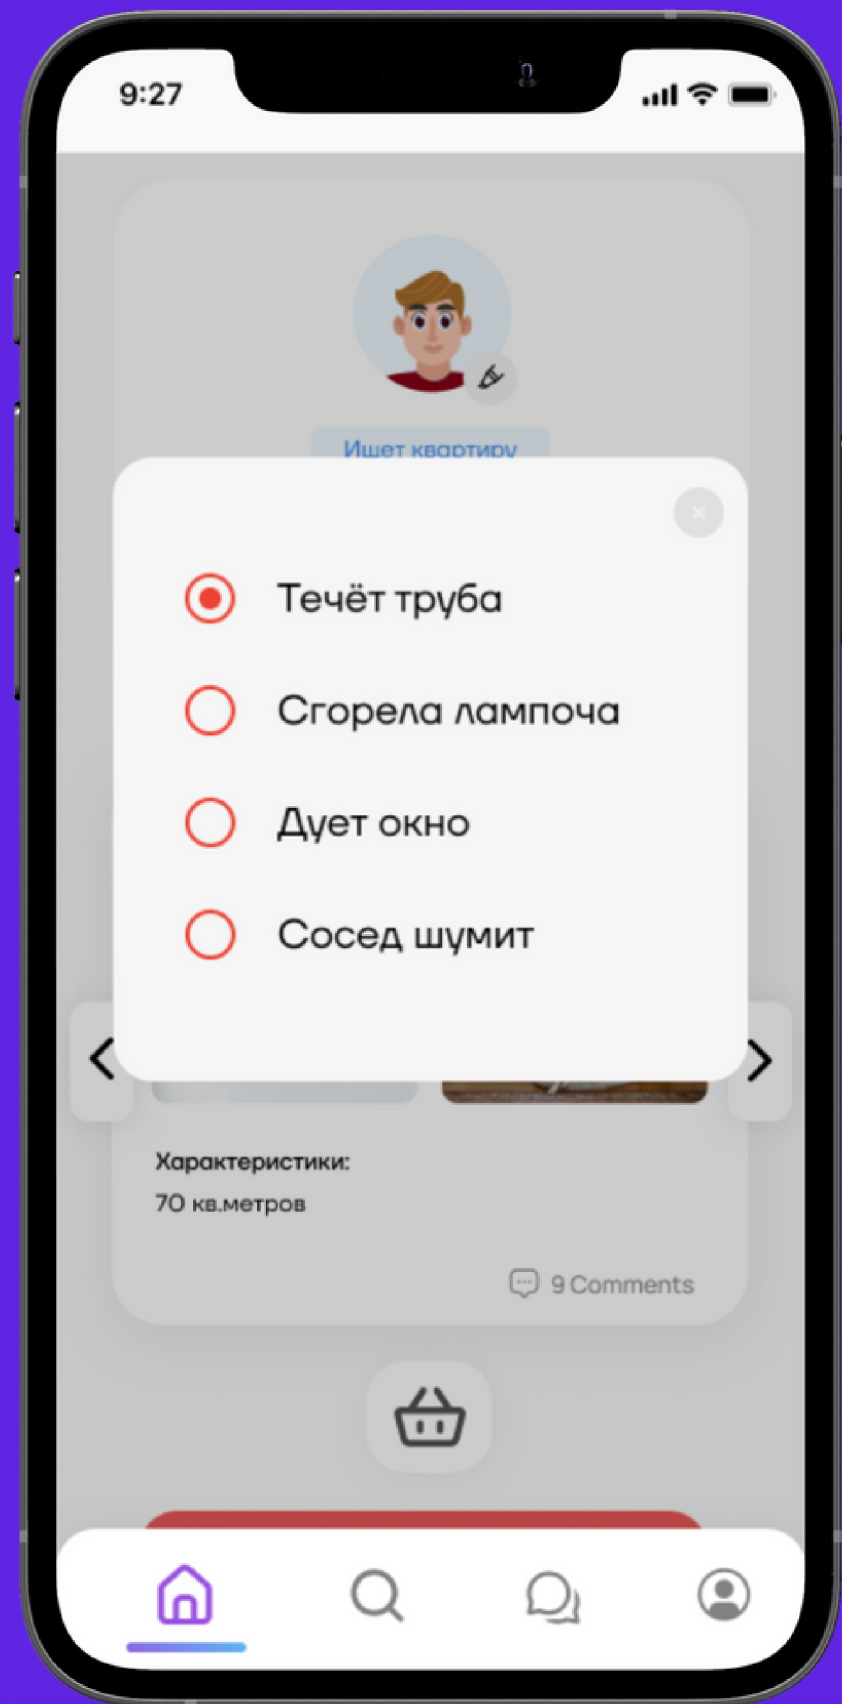 9:27
Ищет квартиру
Течёт труба
Сгорела лампоча
Дует окно
Сосед шумит
Характеристики:
70 кв.метров
9 Comments